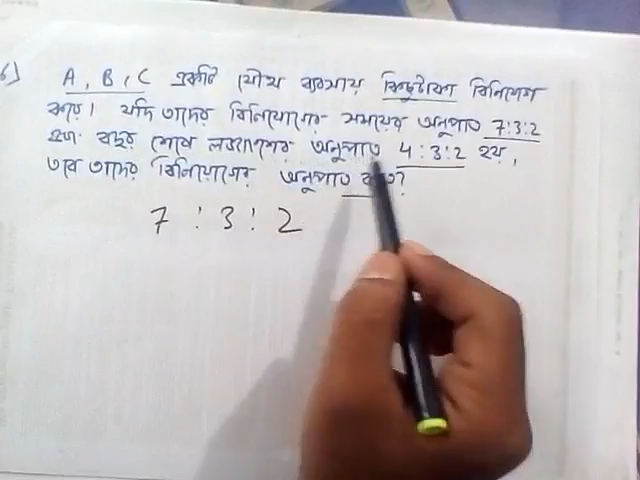 6) A, B, C একটি যৌথ ব্যবসায় কিছুটাকা বিনিয়োগ
করে। যদি তাদের বিনিয়োগের সময়ের অনুপাত 7:3:2
এবং বছর শেষে লভ্যাংশের অনুপাত 4:3:2 হয়,
তবে তাদের বিনিয়োগের অনুপাত কত?
7 : 3 : 2